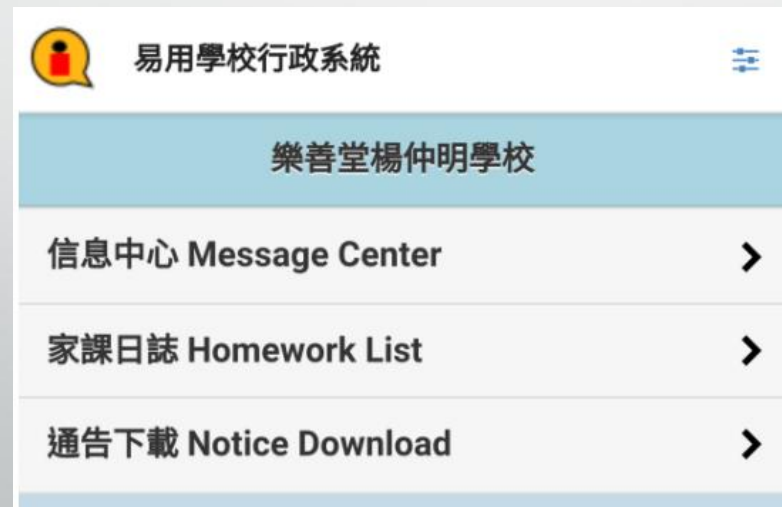 易用學校行政系統
樂善堂楊仲明學校
信息中心 Message Center
家課日誌 Homework List
通告下載 Notice Download